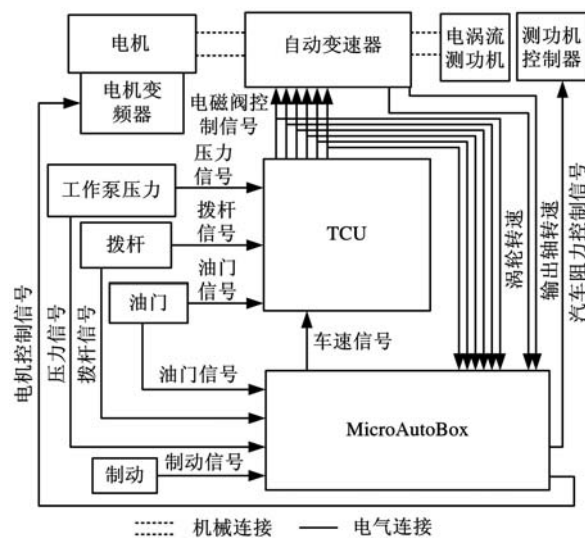 电机
电机变
频器
自动变速器
电涡流
测功机
测功机
控制器
电磁阀控
制信号
压力
信号
工作泵压力
拨杆
信号
拨杆
TCU
油门
信号
油门
车速信号
涡轮转速
输出轴转速
汽车阻力控制信号
电机控制信号
压力信号
拨杆信号
油门信号
MicroAutoBox
制动
制动信号
机械连接
电气连接